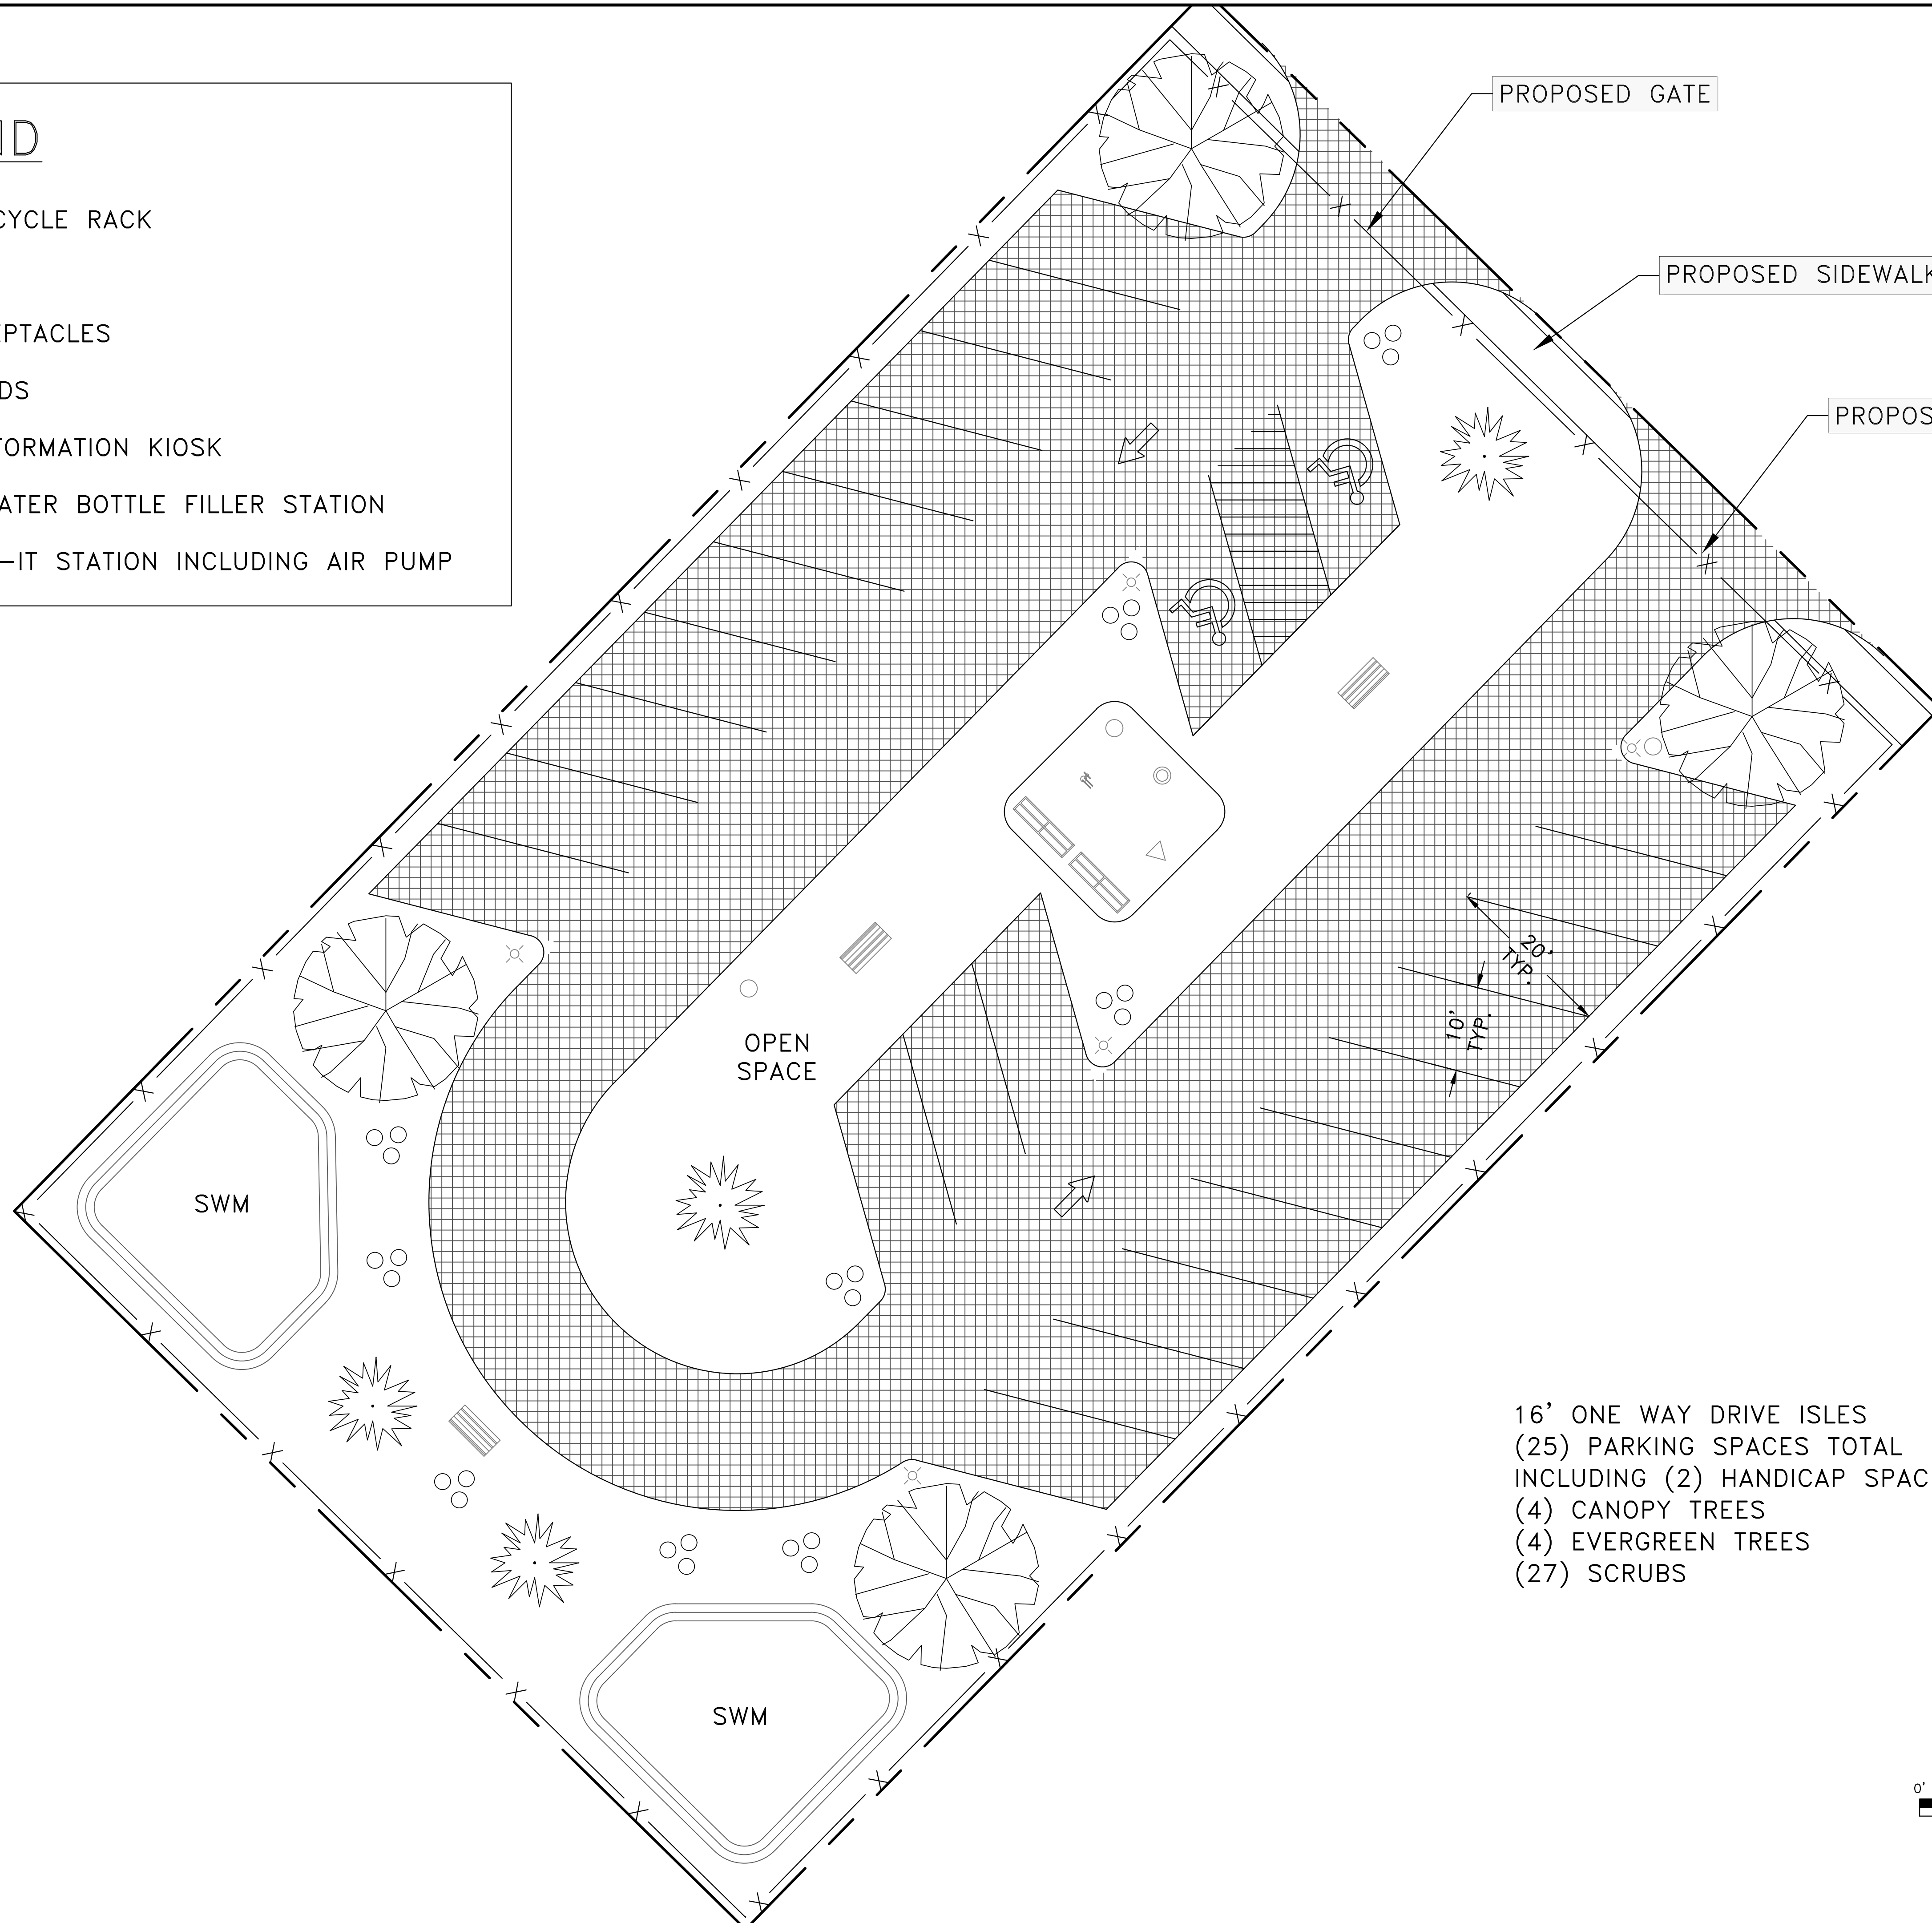 ND
CYCLE RACK
EPTACLES
DS
FORMATION KIOSK
ATER BOTTLE FILLER STATION
-IT STATION INCLUDING AIR PUMP
PROPOSED GATE
PROPOSED SIDEWALK
PROPOS
20'
TYP.
10'
TYP.
OPEN
SPACE
SWM
SWM
16' ONE WAY DRIVE ISLES
(25) PARKING SPACES TOTAL
INCLUDING (2) HANDICAP SPAC
(4) CANOPY TREES
(4) EVERGREEN TREES
(27) SCRUBS
0'